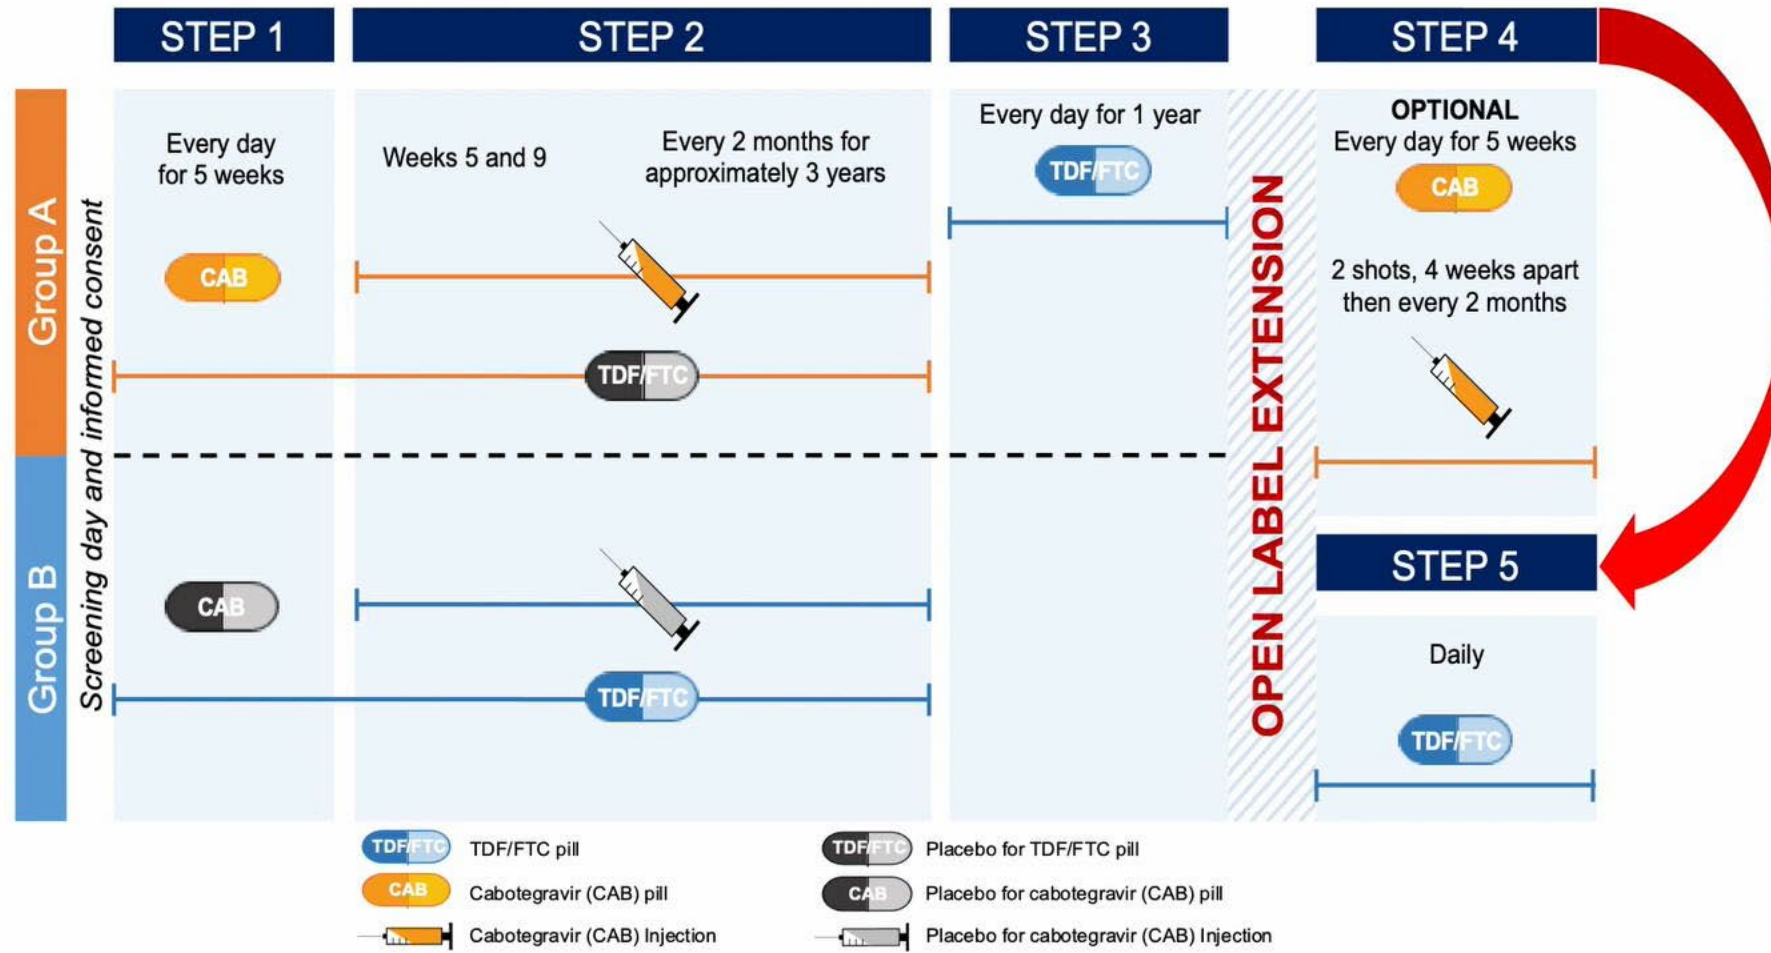 STEP 1
STEP 2
STEP 3
STEP 4
Group A
Group B
Screening day and informed consent
Every day
for 5 weeks
CAB
Weeks 5 and 9
Every 2 months for
approximately 3 years
TDF/FTC
Every day for 1 year
TDF/FTC
OPEN LABEL EXTENSION
OPTIONAL
Every day for 5 weeks
CAB
2 shots, 4 weeks apart
then every 2 months
CAB
TDF/FTC
STEP 5
Daily
TDF/FTC
TDF/FTC
TDF/FTC pill
CAB
Cabotegravir (CAB) pill
Cabotegravir (CAB) Injection
TDF/FTC
Placebo for TDF/FTC pill
CAB
Placebo for cabotegravir (CAB) pill
Placebo for cabotegravir (CAB) Injection